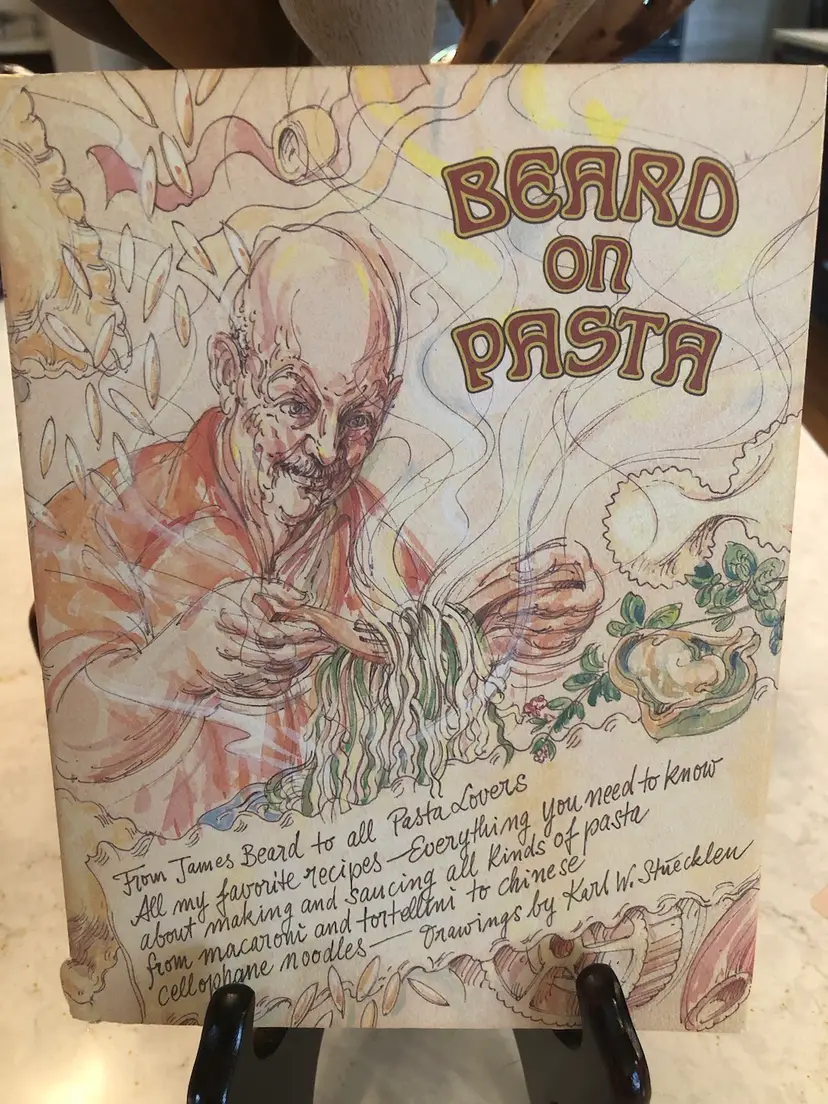 BEARD
ON
PASTA
From James Beard to all Pasta Lovers
All my favorite recipes—Everything you need to know
about making and saucing all kinds of pasta
from macaroni and tortellini to chinese
cellophane noodles— Drawings by Karl W. Stuecklen